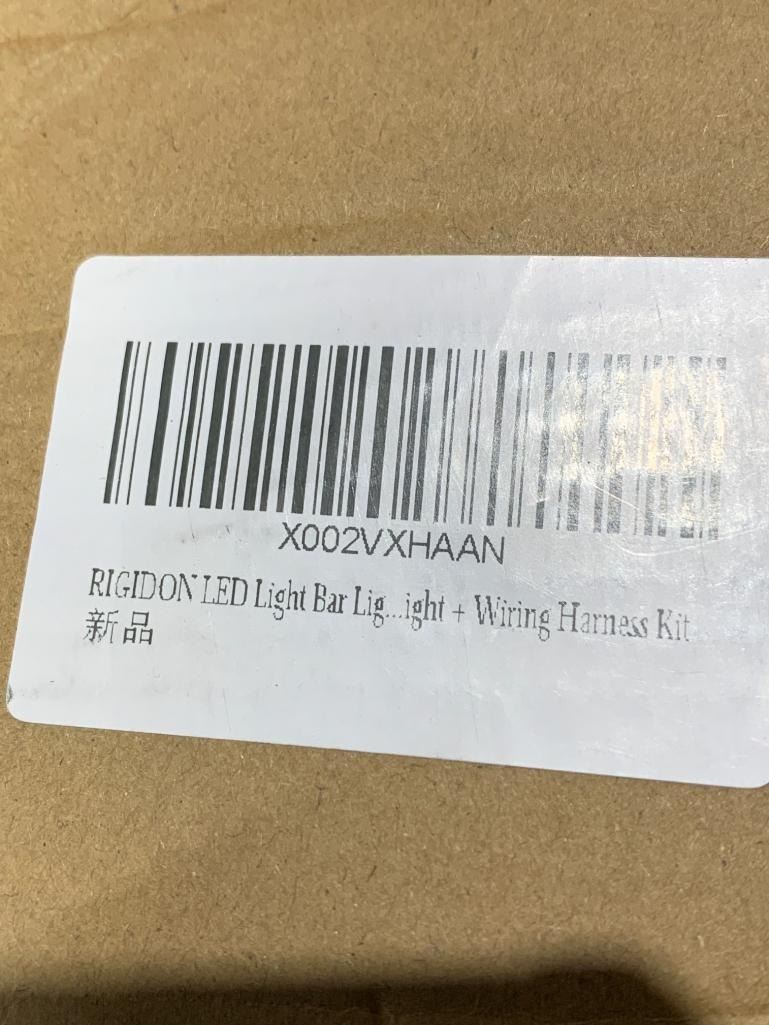 X002VXHAAN
RIGIDON LED Light Bar Lig...ight + Wiring Harness Kit
新品